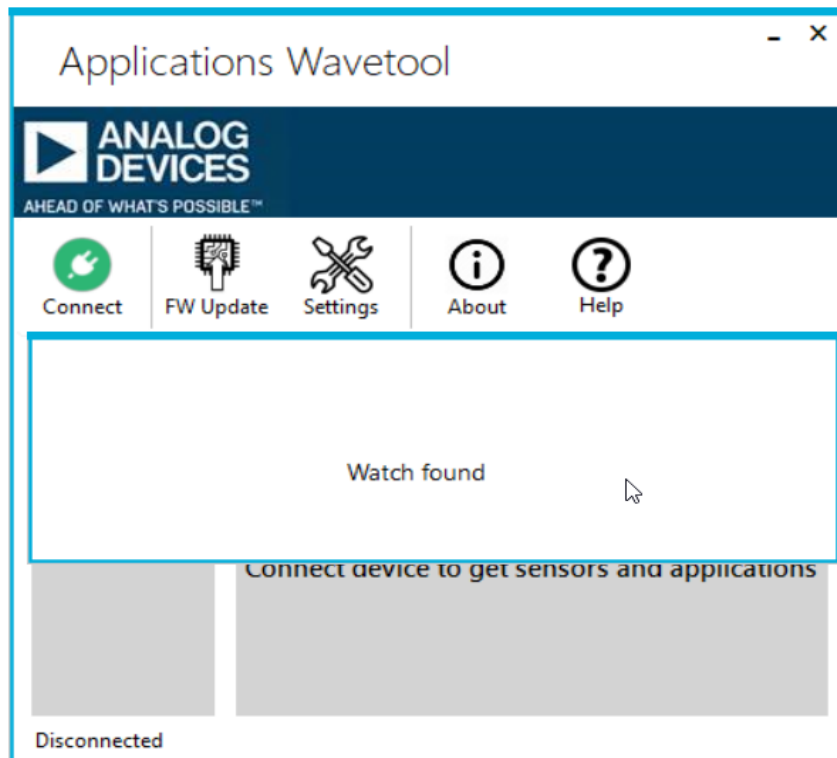 Applications Wavetool
ANALOG
DEVICES
AHEAD OF WHAT'S POSSIBLE™
Connect FW Update Settings About Help
Watch found
Connect device to get sensors and applications
Disconnected